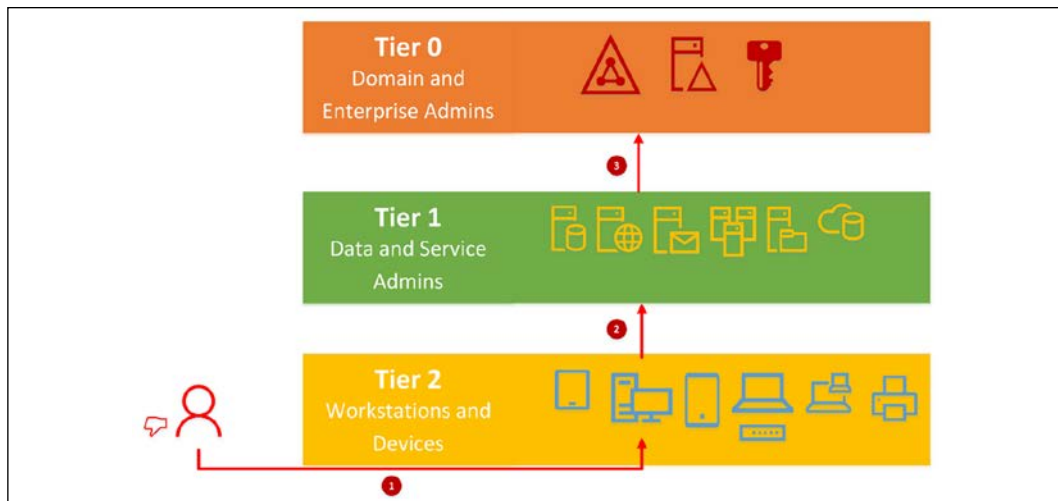 Tier 0
Domain and
Enterprise Admins
3
Tier 1
Data and Service
Admins
2
Tier 2
Workstations and
Devices
1